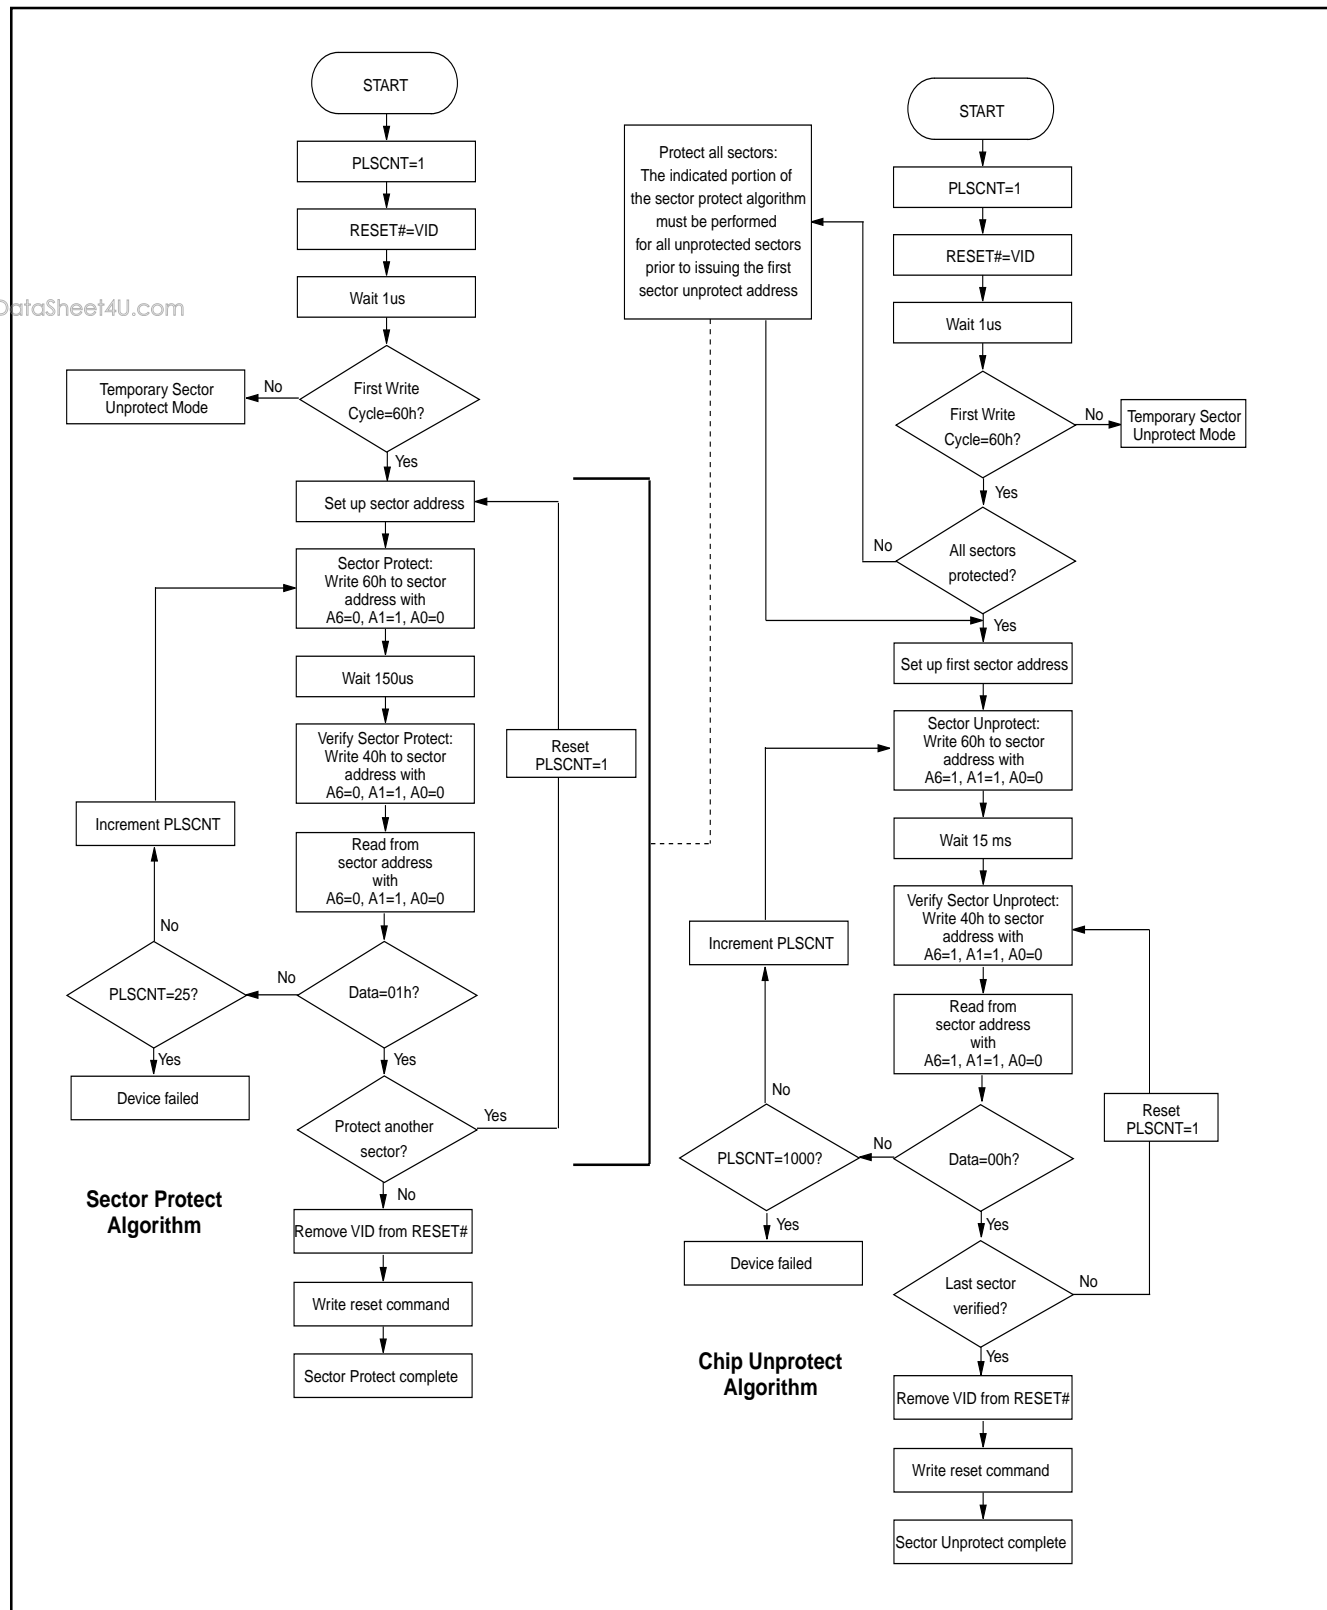 START
PLSCNT=1
RESET#=VID
Wait 1us
First Write
Cycle=60h?
No
Temporary Sector
Unprotect Mode
Yes
Set up sector address
Sector Protect:
Write 60h to sector
address with
A6=0, A1=1, A0=0
Wait 150us
Verify Sector Protect:
Write 40h to sector
address with
A6=0, A1=1, A0=0
Reset
PLSCNT=1
Increment PLSCNT
Read from
sector address
with
A6=0, A1=1, A0=0
No
PLSCNT=25?
No
Data=01h?
Yes
Device failed
Yes
Protect another
sector?
Yes
No
Sector Protect
Algorithm
Remove VID from RESET#
Write reset command
Sector Protect complete
DataSheet4U.com
Protect all sectors:
The indicated portion of
the sector protect algorithm
must be performed
for all unprotected sectors
prior to issuing the first
sector unprotect address
START
PLSCNT=1
RESET#=VID
Wait 1us
First Write
Cycle=60h?
No
Temporary Sector
Unprotect Mode
Yes
All sectors
protected?
No
Yes
Set up first sector address
Sector Unprotect:
Write 60h to sector
address with
A6=1, A1=1, A0=0
Wait 15 ms
Verify Sector Unprotect:
Write 40h to sector
address with
A6=1, A1=1, A0=0
Increment PLSCNT
Read from
sector address
with
A6=1, A1=1, A0=0
No
Reset
PLSCNT=1
PLSCNT=1000?
No
Data=00h?
Yes
Device failed
Yes
Last sector
verified?
No
Yes
Chip Unprotect
Algorithm
Remove VID from RESET#
Write reset command
Sector Unprotect complete